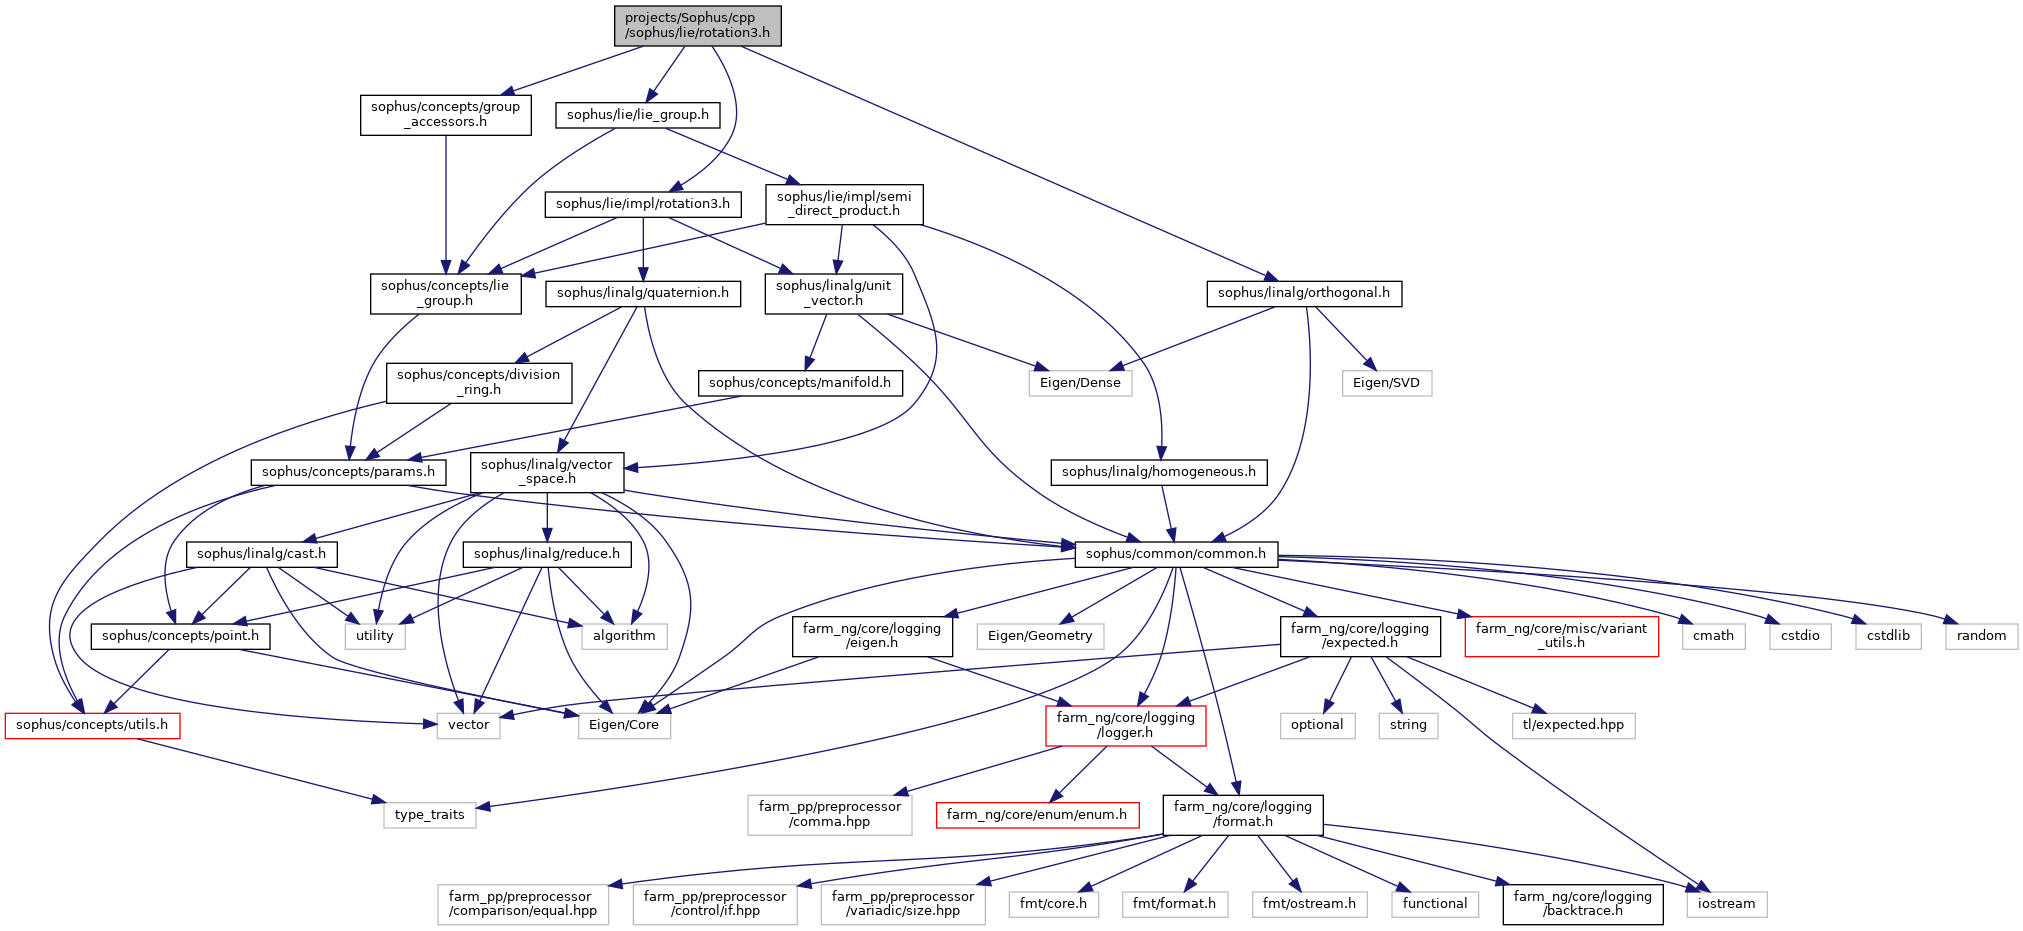 projects/Sophus/cpp
/sophus/lie/rotation3.h
sophus/concepts/group
_accessors.h
sophus/lie/lie_group.h
sophus/lie/impl/rotation3.h
sophus/lie/impl/semi
_direct_product.h
sophus/concepts/lie
_group.h
sophus/linalg/quaternion.h
sophus/linalg/unit
_vector.h
sophus/linalg/orthogonal.h
sophus/concepts/division
_ring.h
sophus/concepts/manifold.h
Eigen/Dense
Eigen/SVD
sophus/concepts/params.h
sophus/linalg/vector
_space.h
sophus/linalg/homogeneous.h
sophus/linalg/cast.h
sophus/linalg/reduce.h
sophus/common/common.h
sophus/concepts/point.h
utility
algorithm
farm_ng/core/logging
/eigen.h
Eigen/Geometry
farm_ng/core/logging
/expected.h
farm_ng/core/misc/variant
_utils.h
cmath
cstdio
cstdlib
random
sophus/concepts/utils.h
vector
Eigen/Core
farm_ng/core/logging
/logger.h
optional
string
tl/expected.hpp
type_traits
farm_pp/preprocessor
/comma.hpp
farm_ng/core/enum/enum.h
farm_ng/core/logging
/format.h
farm_pp/preprocessor
/comparison/equal.hpp
farm_pp/preprocessor
/control/if.hpp
farm_pp/preprocessor
/variadic/size.hpp
fmt/core.h
fmt/format.h
fmt/ostream.h
functional
farm_ng/core/logging
/backtrace.h
iostream